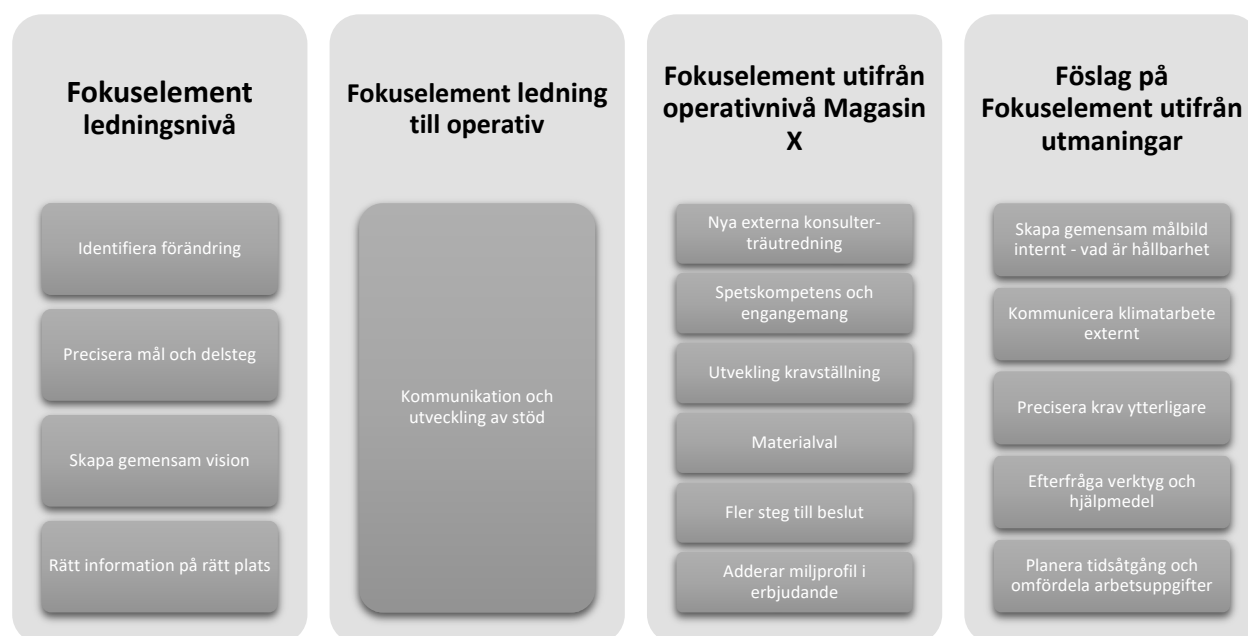 Fokuselement
ledningsnivå
Identifiera förändring
Precisera mål och delsteg
Skapa gemensam vision
Rätt information på rätt plats
Fokuselement ledning
till operativ
Kommunikation och
utveckling av stöd
Fokuselement utifrån
operativnivå Magasin
X
Nya externa konsulter-
träutredning
Spetskompetens och
engangemang
Utvekling kravställning
Materialval
Fler steg till beslut
Adderar miljprofil i
erbjudande
Föslag på
Fokuselement utifrån
utmaningar
Skapa gemensam målbild
internt - vad är hållbarhet
Kommunicera klimatarbete
externt
Precisera krav ytterligare
Efterfråga verktyg och
hjälpmedel
Planera tidsåtgång och
omfördela arbetsuppgifter